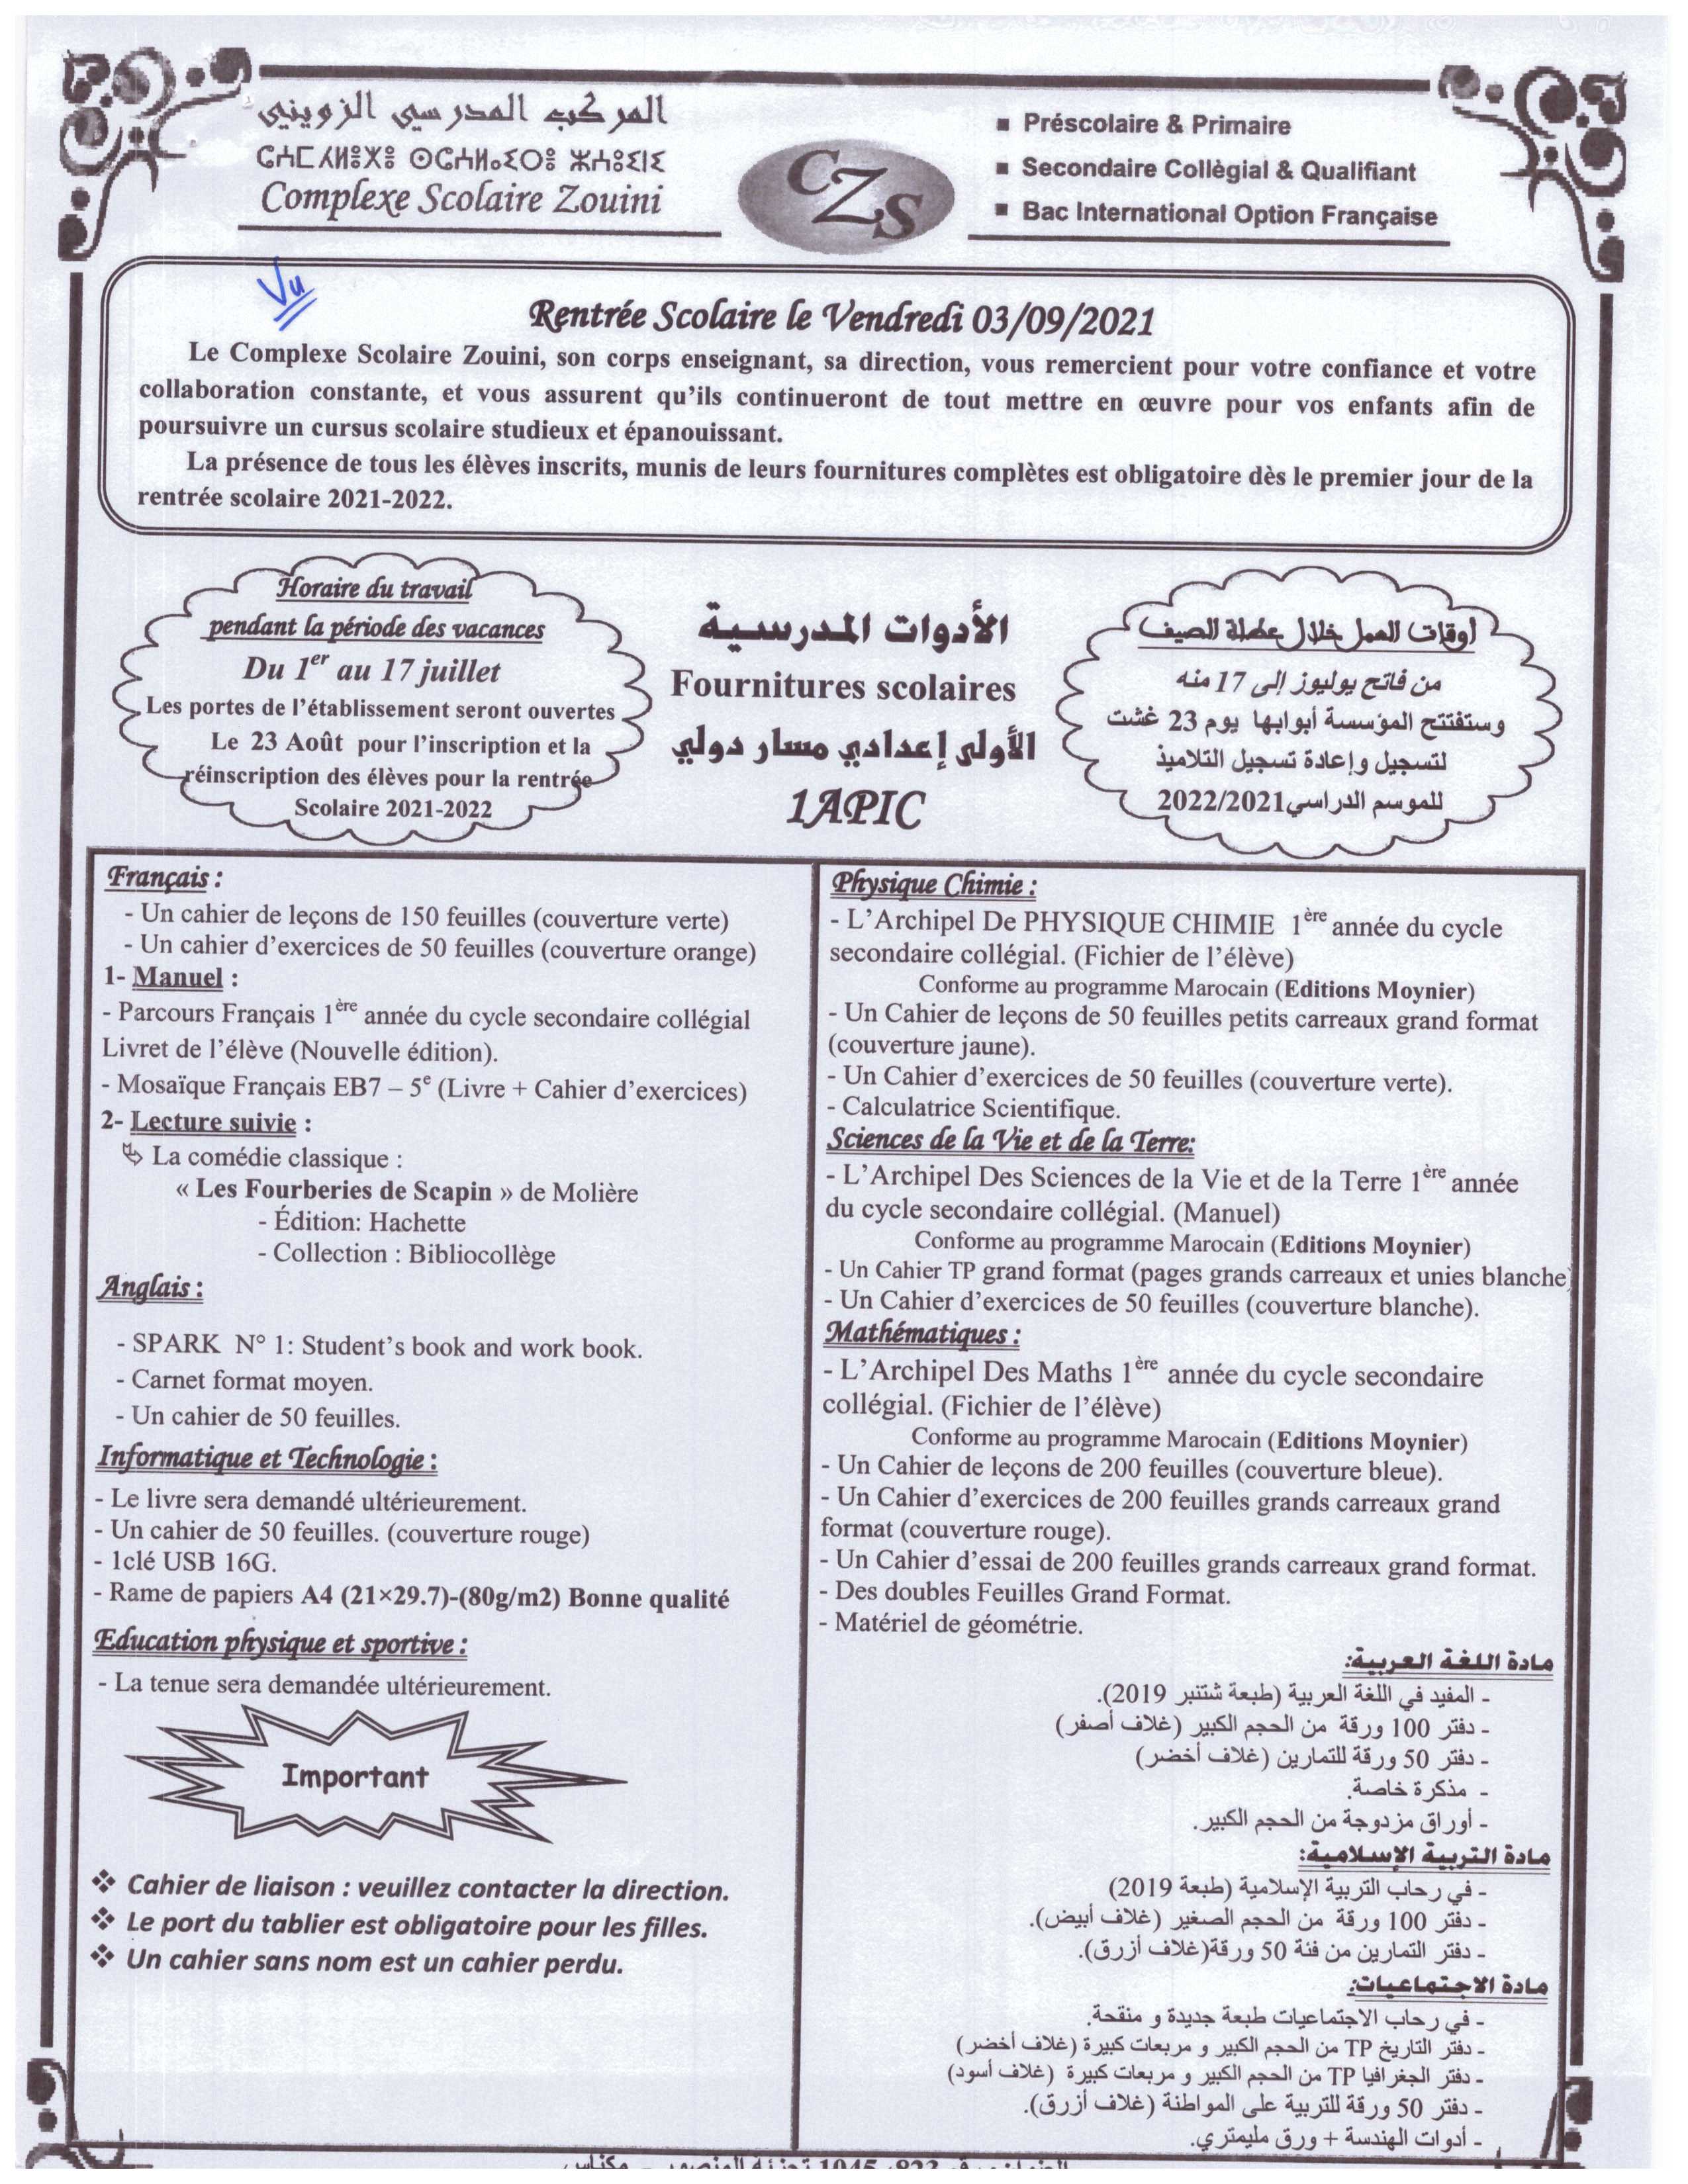 المركب المدرسي الزويني
ⵎⵄⵎ
Complexe Scolaire Zouini
CZS
▪ Préscolaire & Primaire
▪ Secondaire Collègial & Qualifiant
▪ Bac International Option Française
Vu
Rentrée Scolaire le Vendredi 03/09/2021
Le Complexe Scolaire Zouini, son corps enseignant, sa direction, vous remercient pour votre confiance et votre
collaboration constante, et vous assurent qu'ils continueront de tout mettre en œuvre pour vos enfants afin de
poursuivre un cursus scolaire studieux et épanouissant.
La présence de tous les élèves inscrits, munis de leurs fournitures complètes est obligatoire dès le premier jour de la
rentrée scolaire 2021-2022.
Horaire du travail
pendant la période des vacances
Du 1er au 17 juillet
Les portes de l'établissement seront ouvertes
Le 23 Août pour l'inscription et la
réinscription des élèves pour la rentrée
Scolaire 2021-2022
الأدوات المدرسية
Fournitures scolaires
الأولى إعدادي مسار دولي
1APIC
أوقات العمل خلال عطلة الصيف
من فاتح يوليوز إلى 17 منه
وستفتتح المؤسسة أبوابها يوم 23 غشت
لتسجيل وإعادة تسجيل التلاميذ
للموسم الدراسي2022/2021
Français :
- Un cahier de leçons de 150 feuilles (couverture verte)
- Un cahier d'exercices de 50 feuilles (couverture orange)
1- Manuel :
- Parcours Français 1ère année du cycle secondaire collégial
Livret de l'élève (Nouvelle édition).
- Mosaïque Français EB7 – 5e (Livre + Cahier d'exercices)
2- Lecture suivie :
La comédie classique :
« Les Fourberies de Scapin » de Molière
- Édition: Hachette
- Collection : Bibliocollège
Anglais :
- SPARK N° 1: Student's book and work book.
- Carnet format moyen.
- Un cahier de 50 feuilles.
Informatique et Technologie :
- Le livre sera demandé ultérieurement.
- Un cahier de 50 feuilles. (couverture rouge)
- 1clé USB 16G.
- Rame de papiers A4 (21×29.7)-(80g/m2) Bonne qualité
Education physique et sportive :
- La tenue sera demandée ultérieurement.
Important
❖ Cahier de liaison : veuillez contacter la direction.
❖ Le port du tablier est obligatoire pour les filles.
❖ Un cahier sans nom est un cahier perdu.
Physique Chimie :
- L'Archipel De PHYSIQUE CHIMIE 1ère année du cycle
secondaire collégial. (Fichier de l'élève)
Conforme au programme Marocain (Editions Moynier)
- Un Cahier de leçons de 50 feuilles petits carreaux grand format
(couverture jaune).
- Un Cahier d'exercices de 50 feuilles (couverture verte).
- Calculatrice Scientifique.
Sciences de la Vie et de la Terre:
- L'Archipel Des Sciences de la Vie et de la Terre 1ère année
du cycle secondaire collégial. (Manuel)
Conforme au programme Marocain (Editions Moynier)
- Un Cahier TP grand format (pages grands carreaux et unies blanche)
- Un Cahier d'exercices de 50 feuilles (couverture blanche).
Mathématiques :
- L'Archipel Des Maths 1ère année du cycle secondaire
collégial. (Fichier de l'élève)
Conforme au programme Marocain (Editions Moynier)
- Un Cahier de leçons de 200 feuilles (couverture bleue).
- Un Cahier d'exercices de 200 feuilles grands carreaux grand
format (couverture rouge).
- Un Cahier d'essai de 200 feuilles grands carreaux grand format.
- Des doubles Feuilles Grand Format.
- Matériel de géométrie.
مادة اللغة العربية:
- المفيد في اللغة العربية (طبعة شتنبر 2019).
- دفتر 100 ورقة من الحجم الكبير (غلاف أصفر)
- دفتر 50 ورقة للتمارين (غلاف أخضر)
- مذكرة خاصة.
- أوراق مزدوجة من الحجم الكبير.
مادة التربية الإسلامية:
- في رحاب التربية الإسلامية (طبعة 2019)
- دفتر 100 ورقة من الحجم الصغير (غلاف أبيض).
- دفتر التمارين من فئة 50 ورقة(غلاف أزرق).
مادة الاجتماعيات:
- في رحاب الاجتماعيات طبعة جديدة و منقحة.
- دفتر التاريخ TP من الحجم الكبير و مربعات كبيرة (غلاف أخضر)
- دفتر الجغرافيا TP من الحجم الكبير و مربعات كبيرة (غلاف أسود)
- دفتر 50 ورقة للتربية على المواطنة (غلاف أزرق).
- أدوات الهندسة + ورق مليمتري.